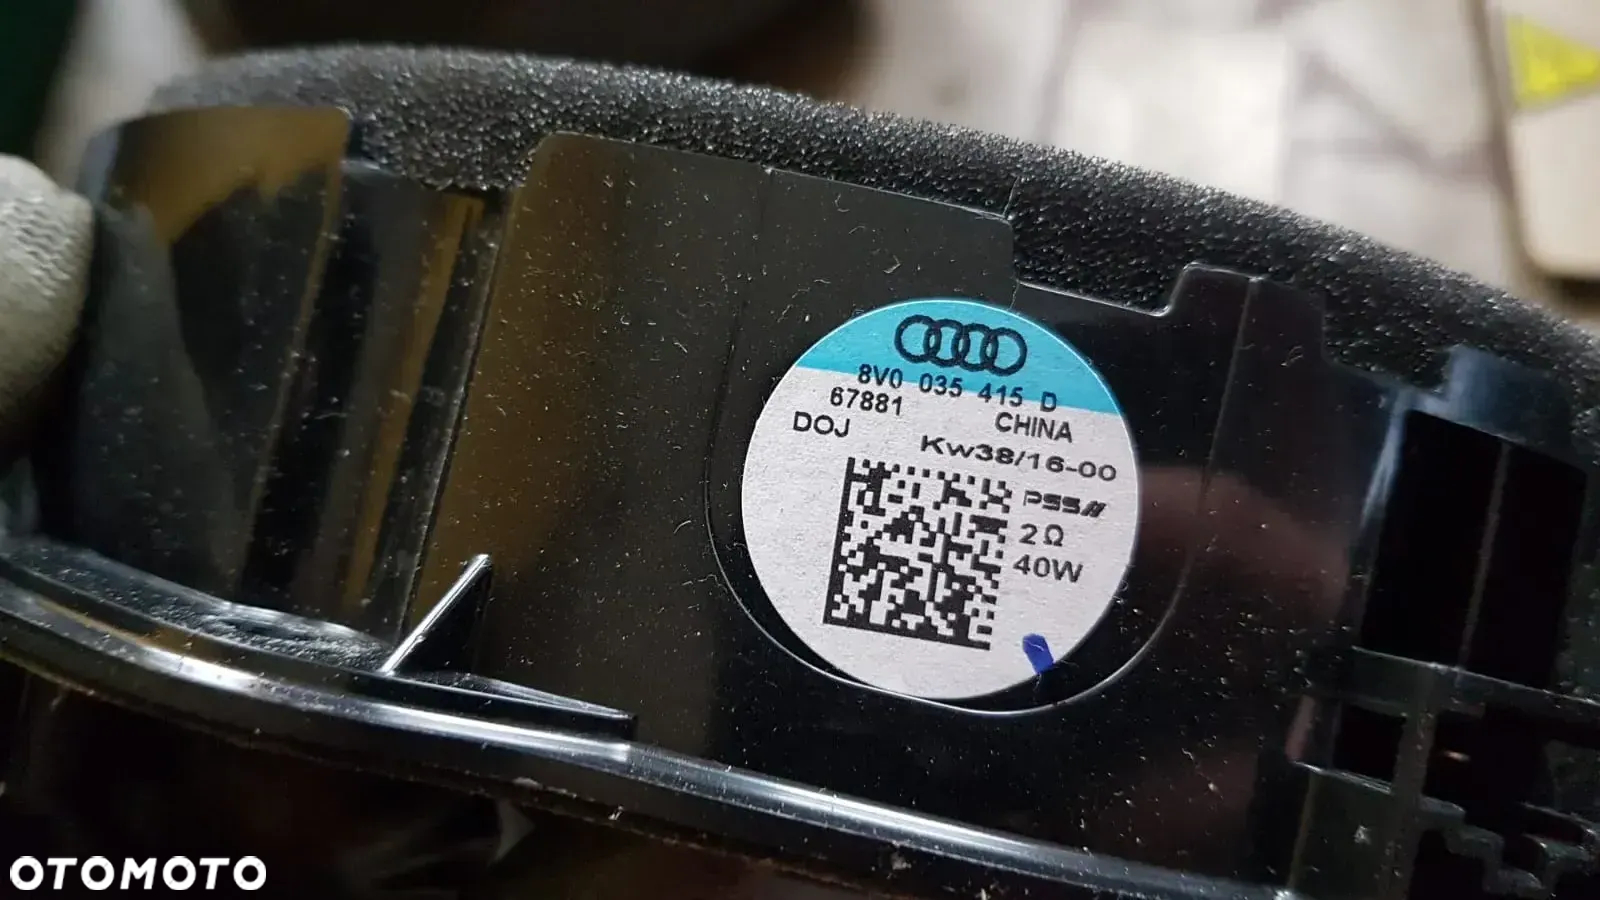 8V0 035 415 D
67881 CHINA
DOJ Kw38/16-00
PSS
2Ω
40W
OTOMOTO